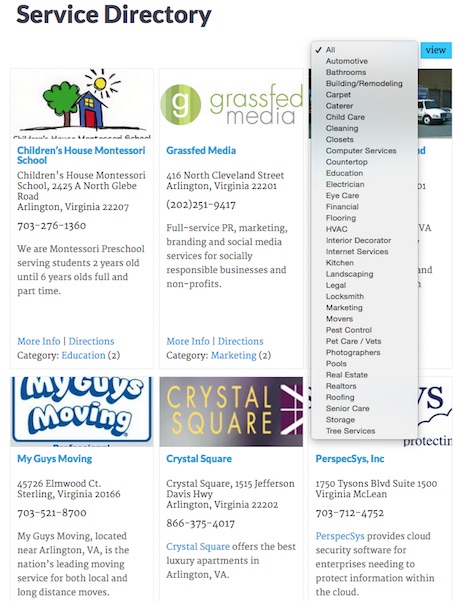 Service Directory
✓ All
view
Automotive
Bathrooms
Building/Remodeling
Carpet
Caterer
Child Care
Cleaning
Closets
Computer Services
Countertop
Education
Electrician
Eye Care
Financial
Flooring
HVAC
Interior Decorator
Internet Services
Kitchen
Landscaping
Legal
Locksmith
Marketing
Movers
Pest Control
Pet Care / Vets
Photographers
Pools
Real Estate
Realtors
Roofing
Senior Care
Storage
Tree Services
Children's House Montessori School
Children's House Montessori
School
Children's House Montessori
School, 2425 A North Glebe
Road
Arlington, Virginia 22207
703-276-1360
We are Montessori Preschool
serving students 2 years old
until 6 years olds full and
part time.
More Info | Directions
Category: Education (2)
g grassfed
media
Grassfed Media
416 North Cleveland Street
Arlington, Virginia 22201
(202)251-9417
Full-service PR, marketing,
branding and social media
services for socially
responsible businesses and
non-profits.
More Info | Directions
Category: Marketing (2)
nd
VA
and
MyGuys
Moving
My Guys Moving
45726 Elmwood Ct.
Sterling, Virginia 20166
703-521-8700
My Guys Moving, located
near Arlington, VA, is the
nation's leading moving
service for both local and
long distance moves.
CRYSTAL
SQUARE
Crystal Square
Crystal Square, 1515 Jefferson
Davis Hwy
Arlington, Virginia 22202
866-375-4017
Crystal Square offers the best
luxury apartments in
Arlington, VA.
YS
protectin
PerspecSys, Inc
1750 Tysons Blvd Suite 1500
Virginia McLean
703-712-4752
PerspecSys provides cloud
security software for
enterprises needing to
protect information within
the cloud.